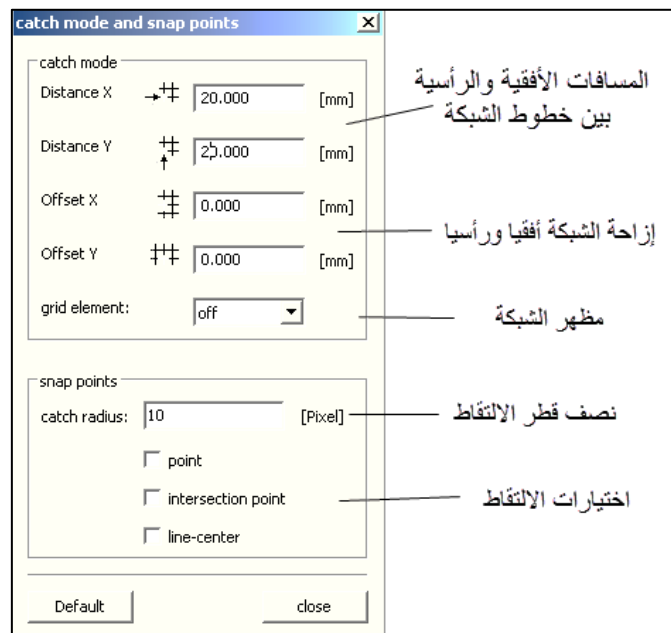 catch mode and snap points
catch mode
Distance X 20.000 [mm]
Distance Y 20.000 [mm]
Offset X 0.000 [mm]
Offset Y 0.000 [mm]
grid element: off
snap points
catch radius: 10 [Pixel]
point
intersection point
line-center
Default close
المسافات الأفقية والرأسية
بين خطوط الشبكة
إزاحة الشبكة أفقيا ورأسيا
مظهر الشبكة
نصف قطر الالتقاط
اختيارات الالتقاط